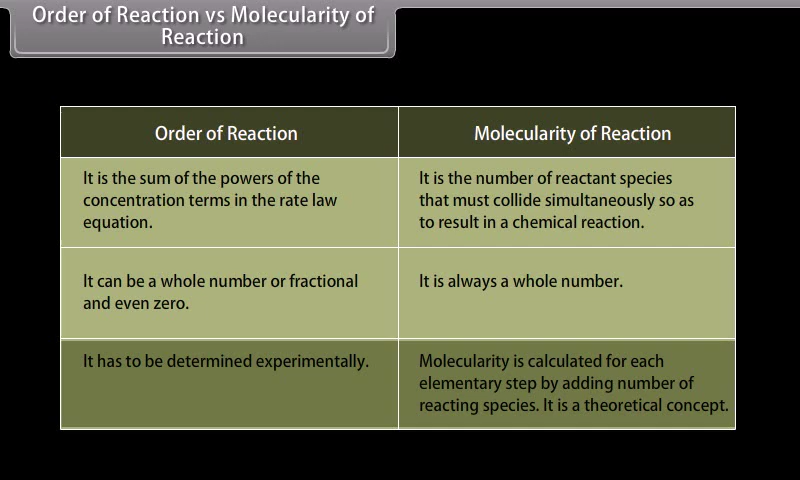 Order of Reaction vs Molecularity of
Reaction
Order of Reaction
Molecularity of Reaction
It is the sum of the powers of the
concentration terms in the rate law
equation.
It is the number of reactant species
that must collide simultaneously so as
to result in a chemical reaction.
It can be a whole number or fractional
and even zero.
It is always a whole number.
It has to be determined experimentally.
Molecularity is calculated for each
elementary step by adding number of
reacting species. It is a theoretical concept.